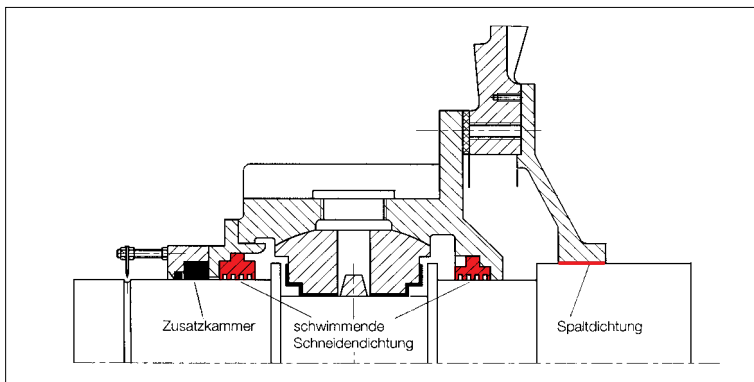 Zusatzkammer
schwimmende
Schneidendichtung
Spaltdichtung